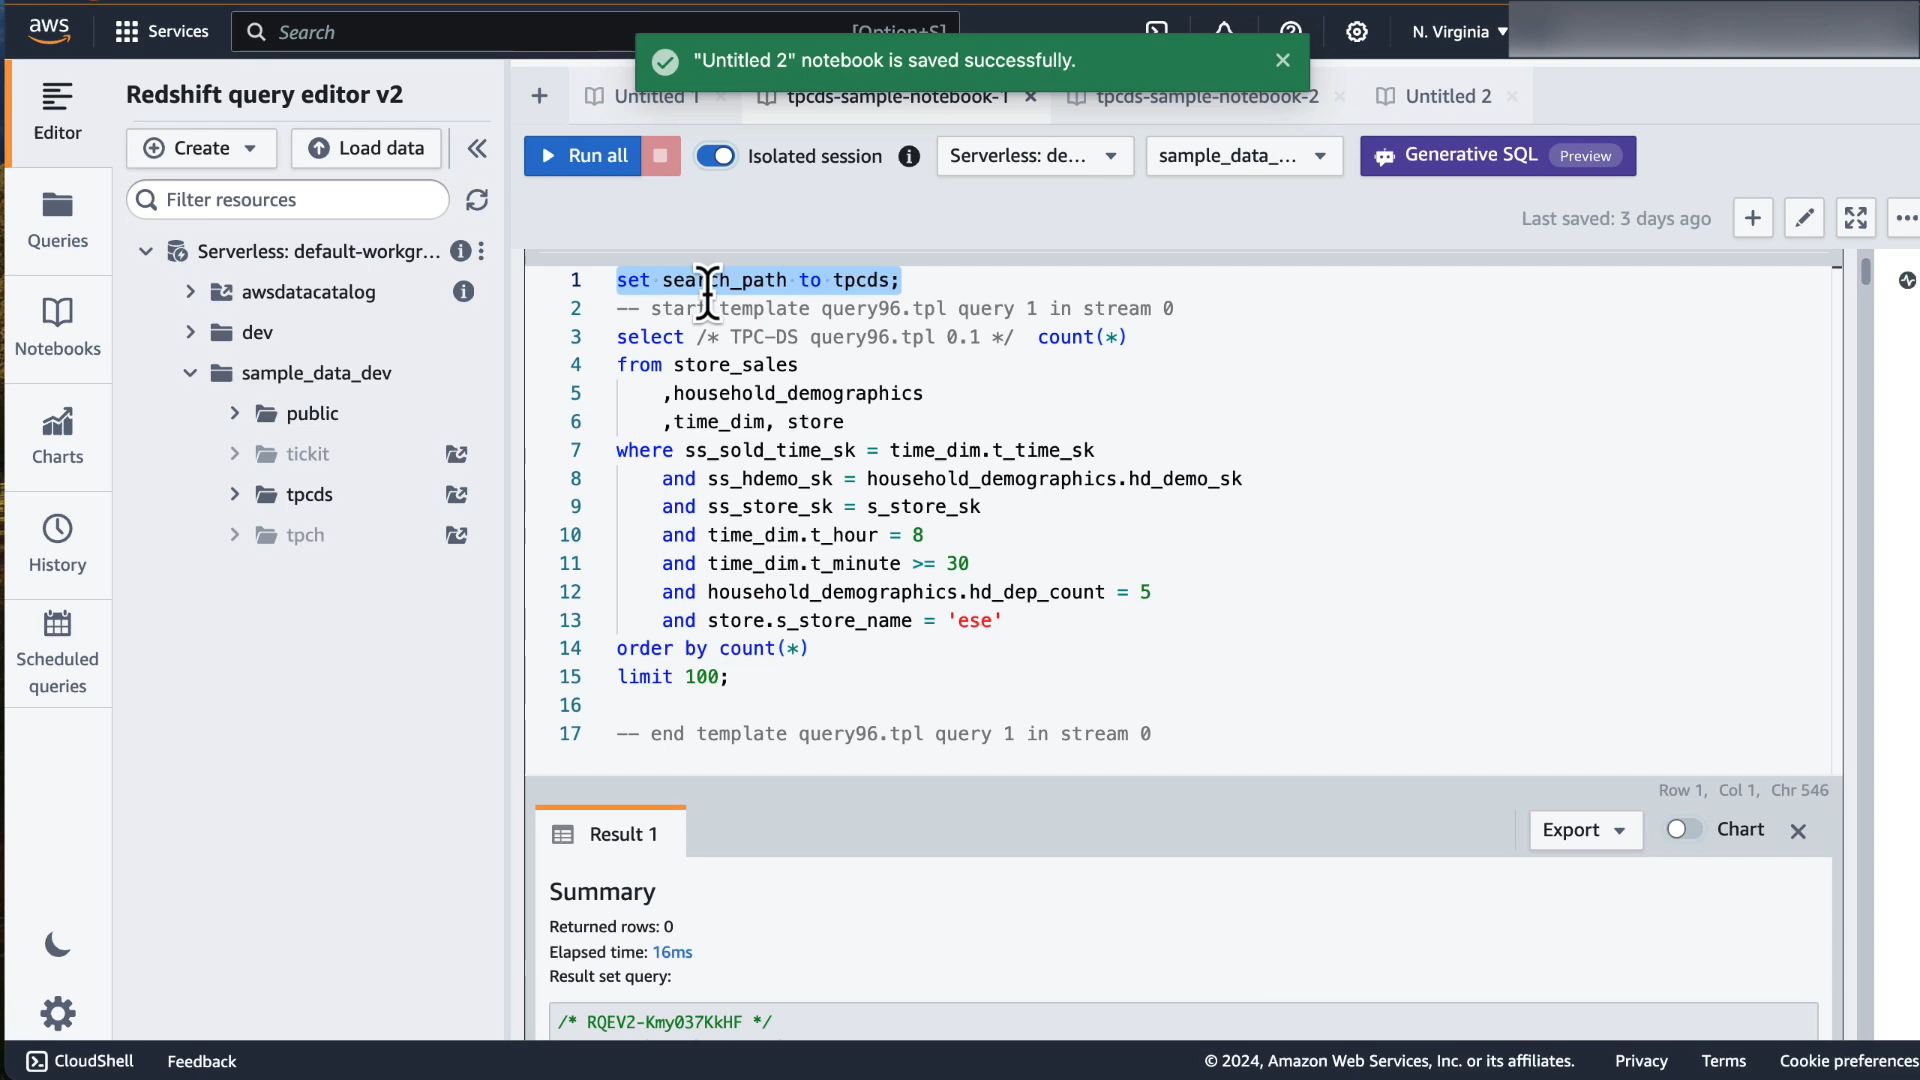 aws
Services
Search
[Option+S]
N. Virginia
"Untitled 2" notebook is saved successfully.
Editor
Queries
Notebooks
Charts
History
Scheduled
queries
Redshift query editor v2
Create
Load data
Filter resources
Serverless: default-workgr...
awsdatacatalog
dev
sample_data_dev
public
tickit
tpcds
tpch
Untitled 1
tpcds-sample-notebook-1
tpcds-sample-notebook-2
Untitled 2
Run all
Isolated session
Serverless: de...
sample_data_...
Generative SQL
Preview
Last saved: 3 days ago
1 set search_path to tpcds;
2 -- start template query96.tpl query 1 in stream 0
3 select /* TPC-DS query96.tpl 0.1 */ count(*)
4 from store_sales
5 ,household_demographics
6 ,time_dim, store
7 where ss_sold_time_sk = time_dim.t_time_sk
8 and ss_hdemo_sk = household_demographics.hd_demo_sk
9 and ss_store_sk = s_store_sk
10 and time_dim.t_hour = 8
11 and time_dim.t_minute >= 30
12 and household_demographics.hd_dep_count = 5
13 and store.s_store_name = 'ese'
14 order by count(*)
15 limit 100;
16
17 -- end template query96.tpl query 1 in stream 0
Row 1, Col 1, Chr 546
Result 1
Export
Chart
Summary
Returned rows: 0
Elapsed time: 16ms
Result set query:
/* RQEV2-Kmy037KkHF */
CloudShell
Feedback
© 2024, Amazon Web Services, Inc. or its affiliates.
Privacy
Terms
Cookie preferences